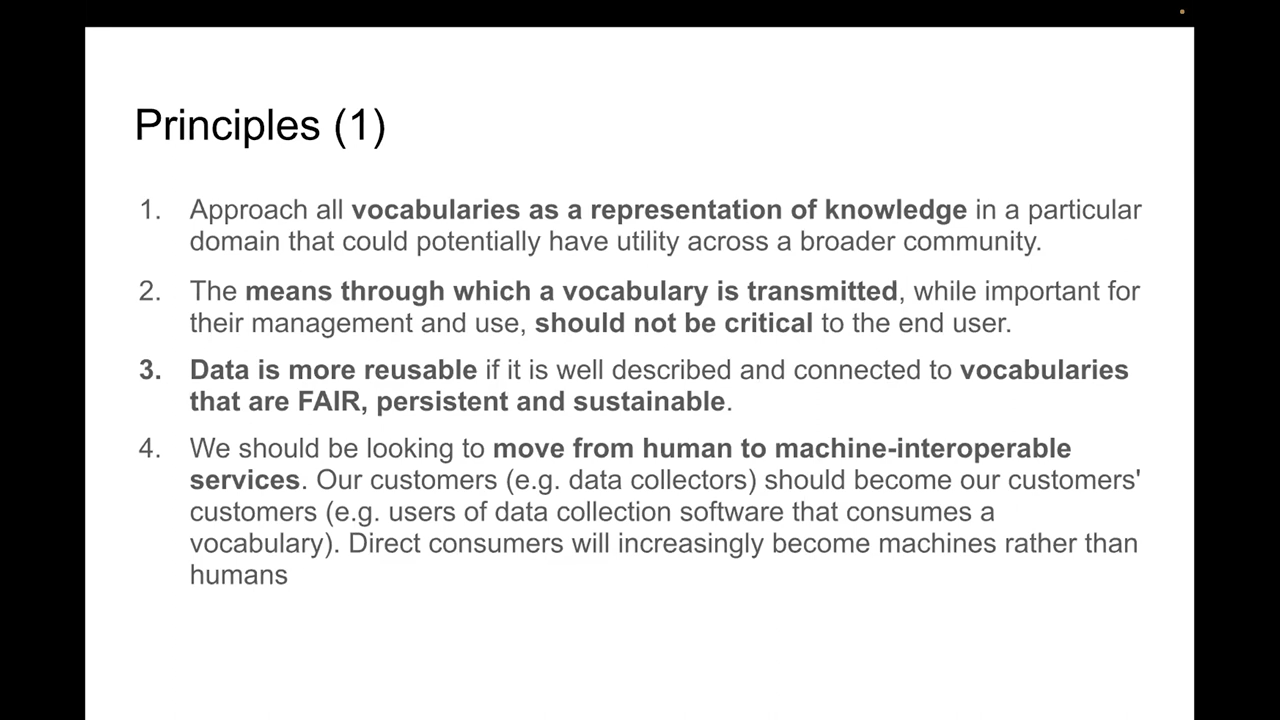 Principles (1)
1. Approach all vocabularies as a representation of knowledge in a particular
domain that could potentially have utility across a broader community.
2. The means through which a vocabulary is transmitted, while important for
their management and use, should not be critical to the end user.
3. Data is more reusable if it is well described and connected to vocabularies
that are FAIR, persistent and sustainable.
4. We should be looking to move from human to machine-interoperable
services. Our customers (e.g. data collectors) should become our customers'
customers (e.g. users of data collection software that consumes a
vocabulary). Direct consumers will increasingly become machines rather than
humans